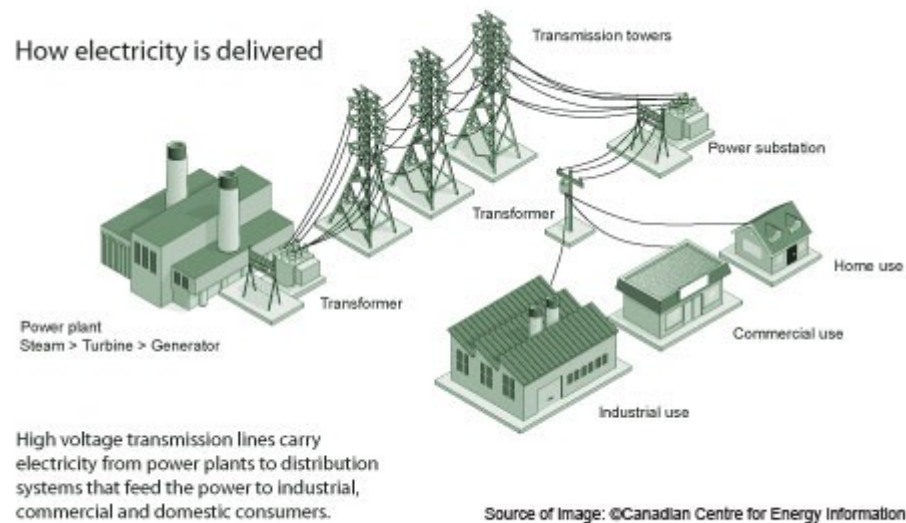 How electricity is delivered
Transmission towers
Power substation
Transformer
Home use
Transformer
Commercial use
Power plant
Steam > Turbine > Generator
Industrial use
High voltage transmission lines carry
electricity from power plants to distribution
systems that feed the power to industrial,
commercial and domestic consumers.
Source of Image: ©Canadian Centre for Energy Information